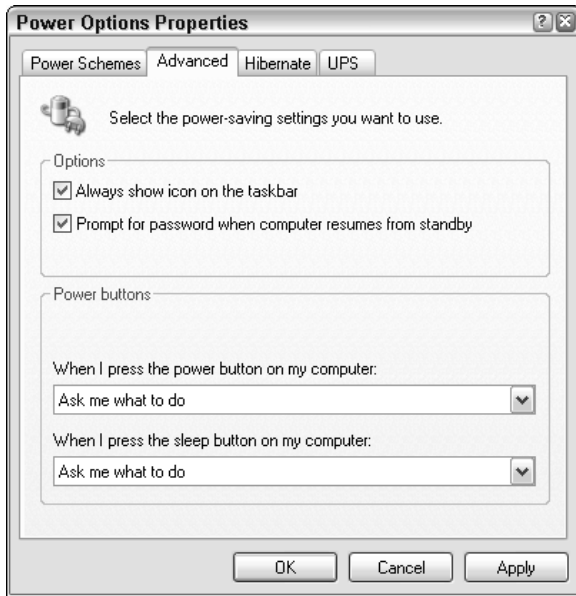 Power Options Properties
Power Schemes Advanced Hibernate UPS
Select the power-saving settings you want to use.
Options
Always show icon on the taskbar
Prompt for password when computer resumes from standby
Power buttons
When I press the power button on my computer:
Ask me what to do
When I press the sleep button on my computer:
Ask me what to do
OK Cancel Apply